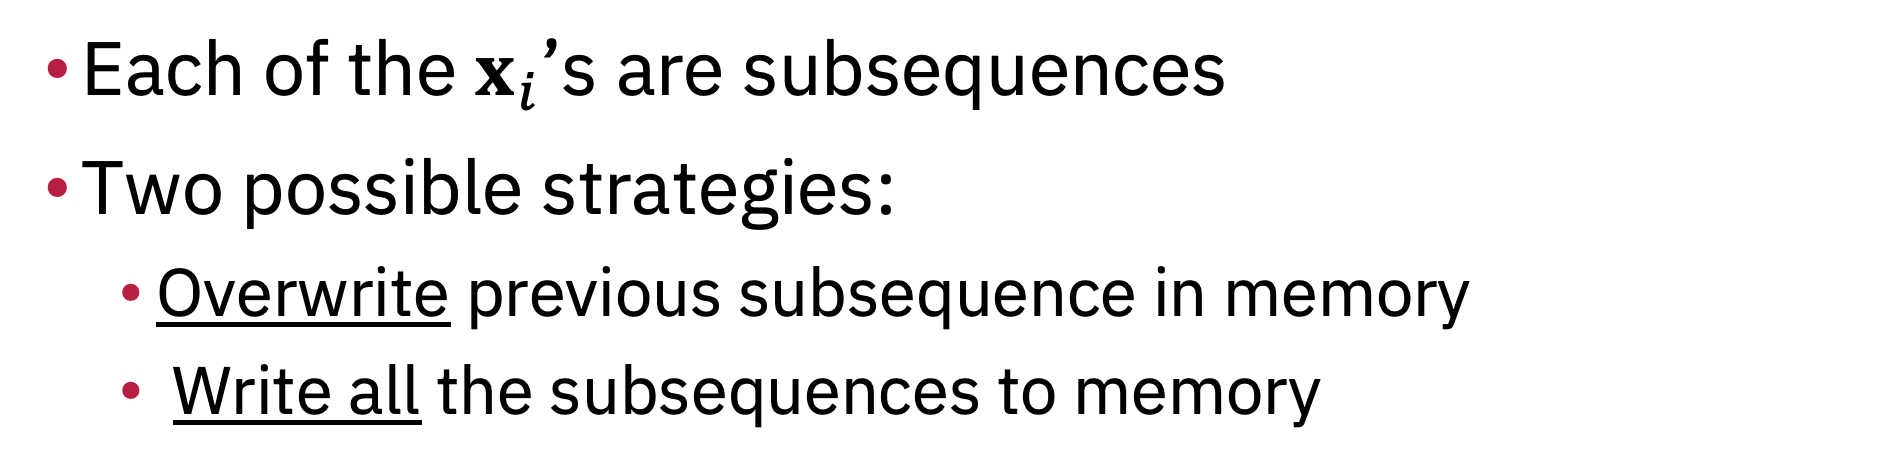 • Each of the 𝐱ᵢ’s are subsequences
• Two possible strategies:
• Overwrite previous subsequence in memory
• Write all the subsequences to memory